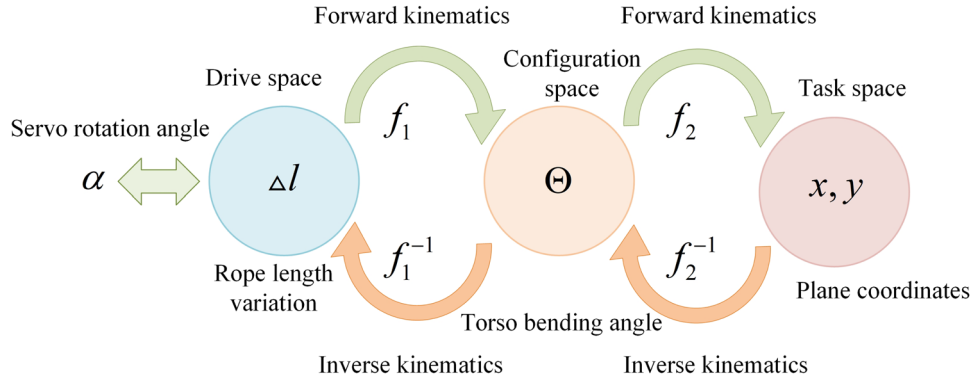 Forward kinematics
Forward kinematics
Drive space
Configuration
space
Task space
Servo rotation angle
f₁
f₂
α
△l
Θ
x, y
f₁⁻¹
f₂⁻¹
Rope length
variation
Torso bending angle
Plane coordinates
Inverse kinematics
Inverse kinematics